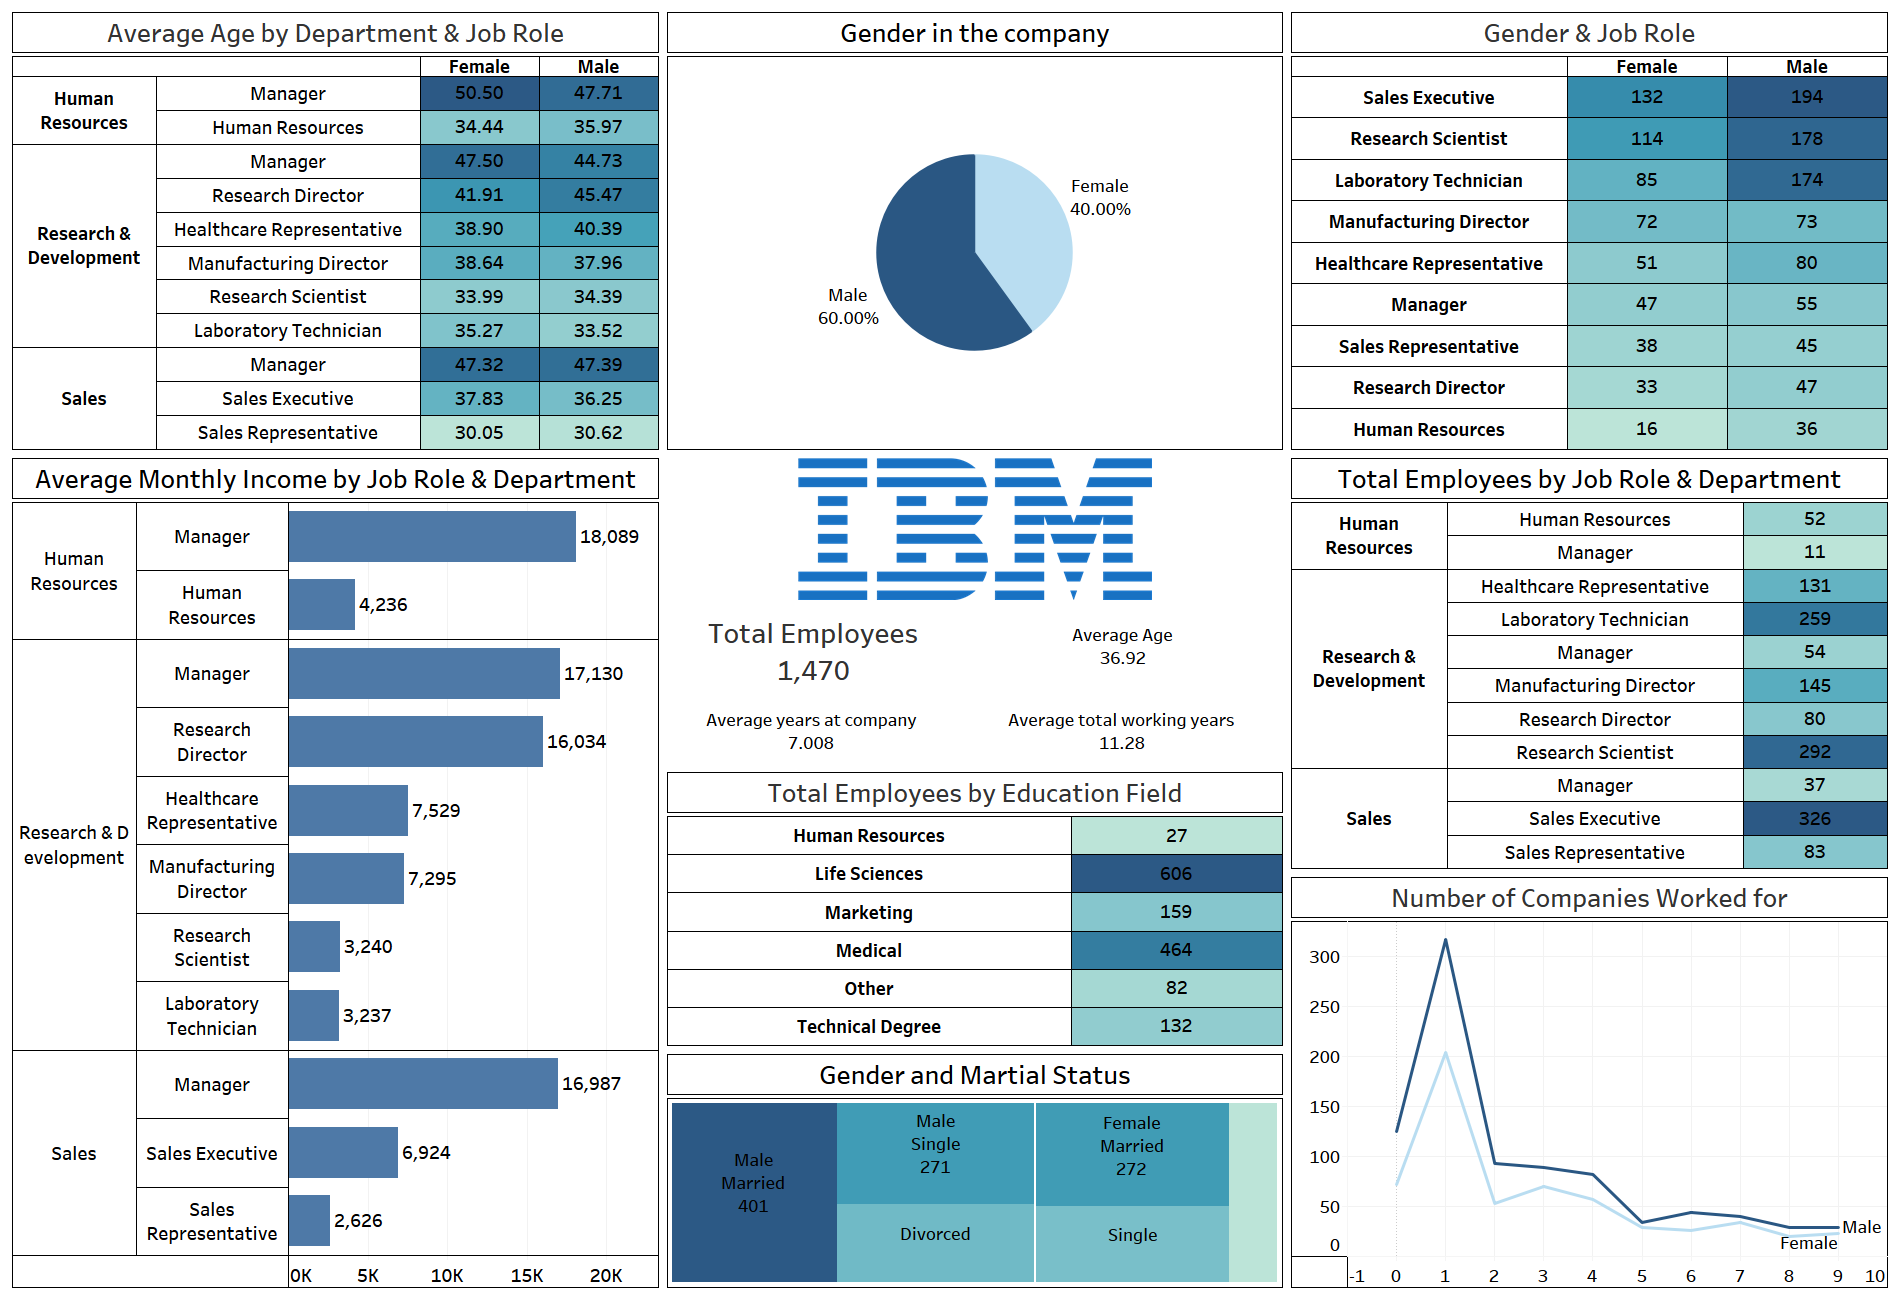 Average Age by Department & Job Role
Female Male
Human Resources Manager 50.50 47.71
Human Resources 34.44 35.97
Research & Development Manager 47.50 44.73
Research Director 41.91 45.47
Healthcare Representative 38.90 40.39
Manufacturing Director 38.64 37.96
Research Scientist 33.99 34.39
Laboratory Technician 35.27 33.52
Sales Manager 47.32 47.39
Sales Executive 37.83 36.25
Sales Representative 30.05 30.62
Gender in the company
Female
40.00%
Male
60.00%
Gender & Job Role
Female Male
Sales Executive 132 194
Research Scientist 114 178
Laboratory Technician 85 174
Manufacturing Director 72 73
Healthcare Representative 51 80
Manager 47 55
Sales Representative 38 45
Research Director 33 47
Human Resources 16 36
Average Monthly Income by Job Role & Department
Human
Resources
Manager 18,089
Human
Resources 4,236
Research & D
evelopment
Manager 17,130
Research
Director 16,034
Healthcare
Representative 7,529
Manufacturing
Director 7,295
Research
Scientist 3,240
Laboratory
Technician 3,237
Sales
Manager 16,987
Sales Executive 6,924
Sales
Representative 2,626
0K 5K 10K 15K 20K
IBM
Total Employees
1,470
Average Age
36.92
Average years at company
7.008
Average total working years
11.28
Total Employees by Education Field
Human Resources 27
Life Sciences 606
Marketing 159
Medical 464
Other 82
Technical Degree 132
Gender and Martial Status
Male
Married
401
Male
Single
271
Divorced
Female
Married
272
Single
Total Employees by Job Role & Department
Human
Resources
Human Resources 52
Manager 11
Research &
Development
Healthcare Representative 131
Laboratory Technician 259
Manager 54
Manufacturing Director 145
Research Director 80
Research Scientist 292
Sales
Manager 37
Sales Executive 326
Sales Representative 83
Number of Companies Worked for
300
250
200
150
100
50
0
Male
Female
-1 0 1 2 3 4 5 6 7 8 9 10